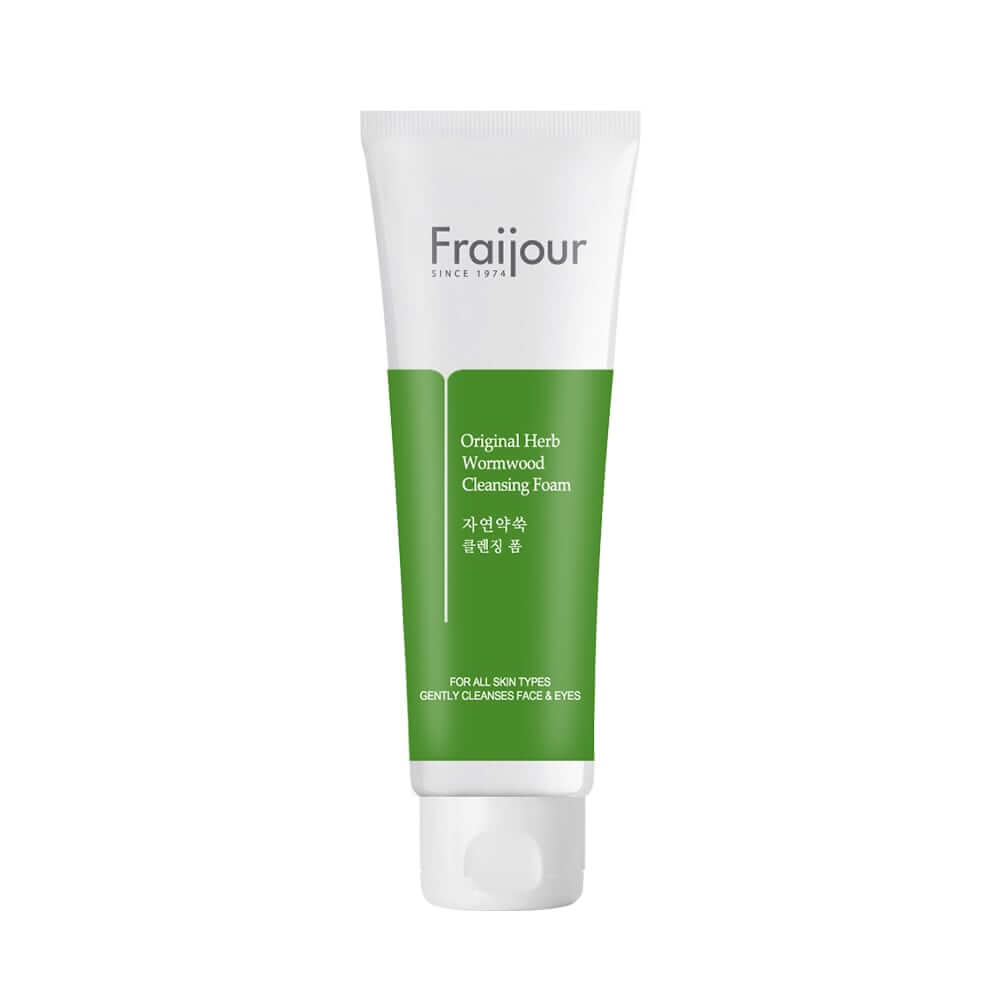 Fraijour
SINCE 1974
Original Herb
Wormwood
Cleansing Foam
자연약쑥
클렌징 폼
FOR ALL SKIN TYPES
GENTLY CLEANSES FACE & EYES